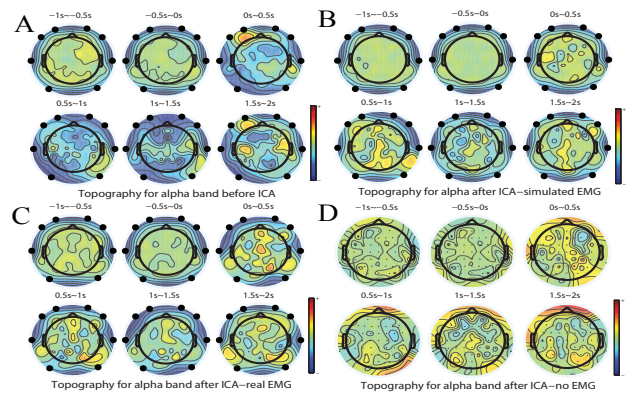 A
−1s~−0.5s −0.5s~0s 0s~0.5s
0.5s~1s 1s~1.5s 1.5s~2s
+
−
Topography for alpha band before ICA
B
−1s~−0.5s −0.5s~0s 0s~0.5s
0.5s~1s 1s~1.5s 1.5s~2s
+
−
Topography for alpha after ICA−simulated EMG
C
−1s~−0.5s −0.5s~0s 0s~0.5s
0.5s~1s 1s~1.5s 1.5s~2s
+
−
Topography for alpha band after ICA−real EMG
D
−1s~−0.5s −0.5s~0s 0s~0.5s
0.5s~1s 1s~1.5s 1.5s~2s
+
−
Topography for alpha band after ICA−no EMG